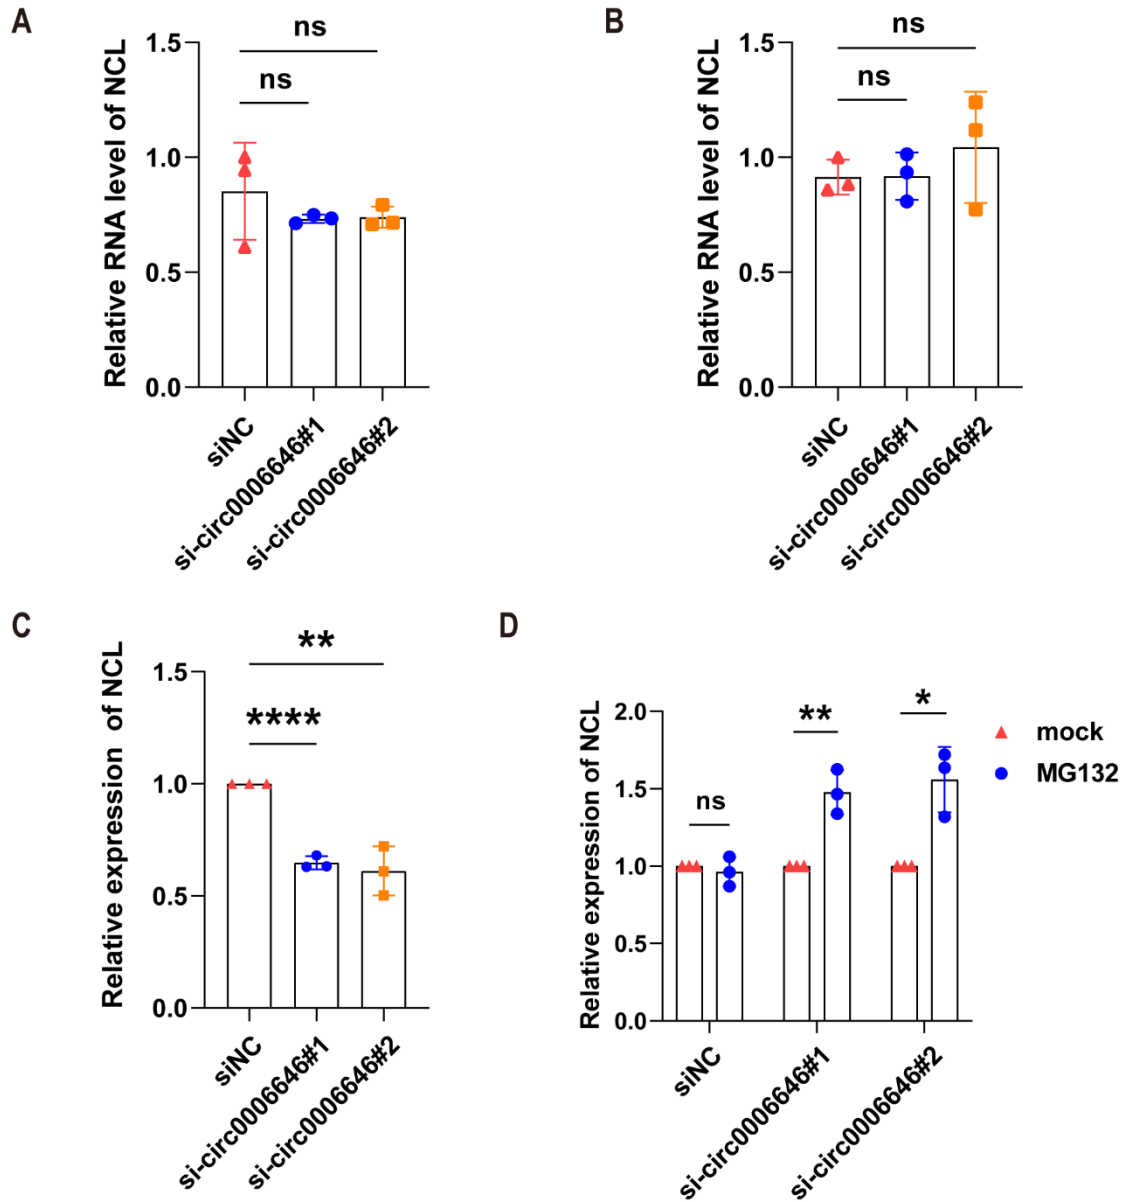 A
Relative RNA level of NCL
1.5
1.0
0.5
0.0
ns
ns
siNC
si-circ0006646#1
si-circ0006646#2
B
Relative RNA level of NCL
1.5
1.0
0.5
0.0
ns
ns
siNC
si-circ0006646#1
si-circ0006646#2
C
Relative expression of NCL
1.5
1.0
0.5
0.0
**
****
siNC
si-circ0006646#1
si-circ0006646#2
D
Relative expression of NCL
2.0
1.5
1.0
0.5
0.0
ns
**
*
siNC
si-circ0006646#1
si-circ0006646#2
mock
MG132